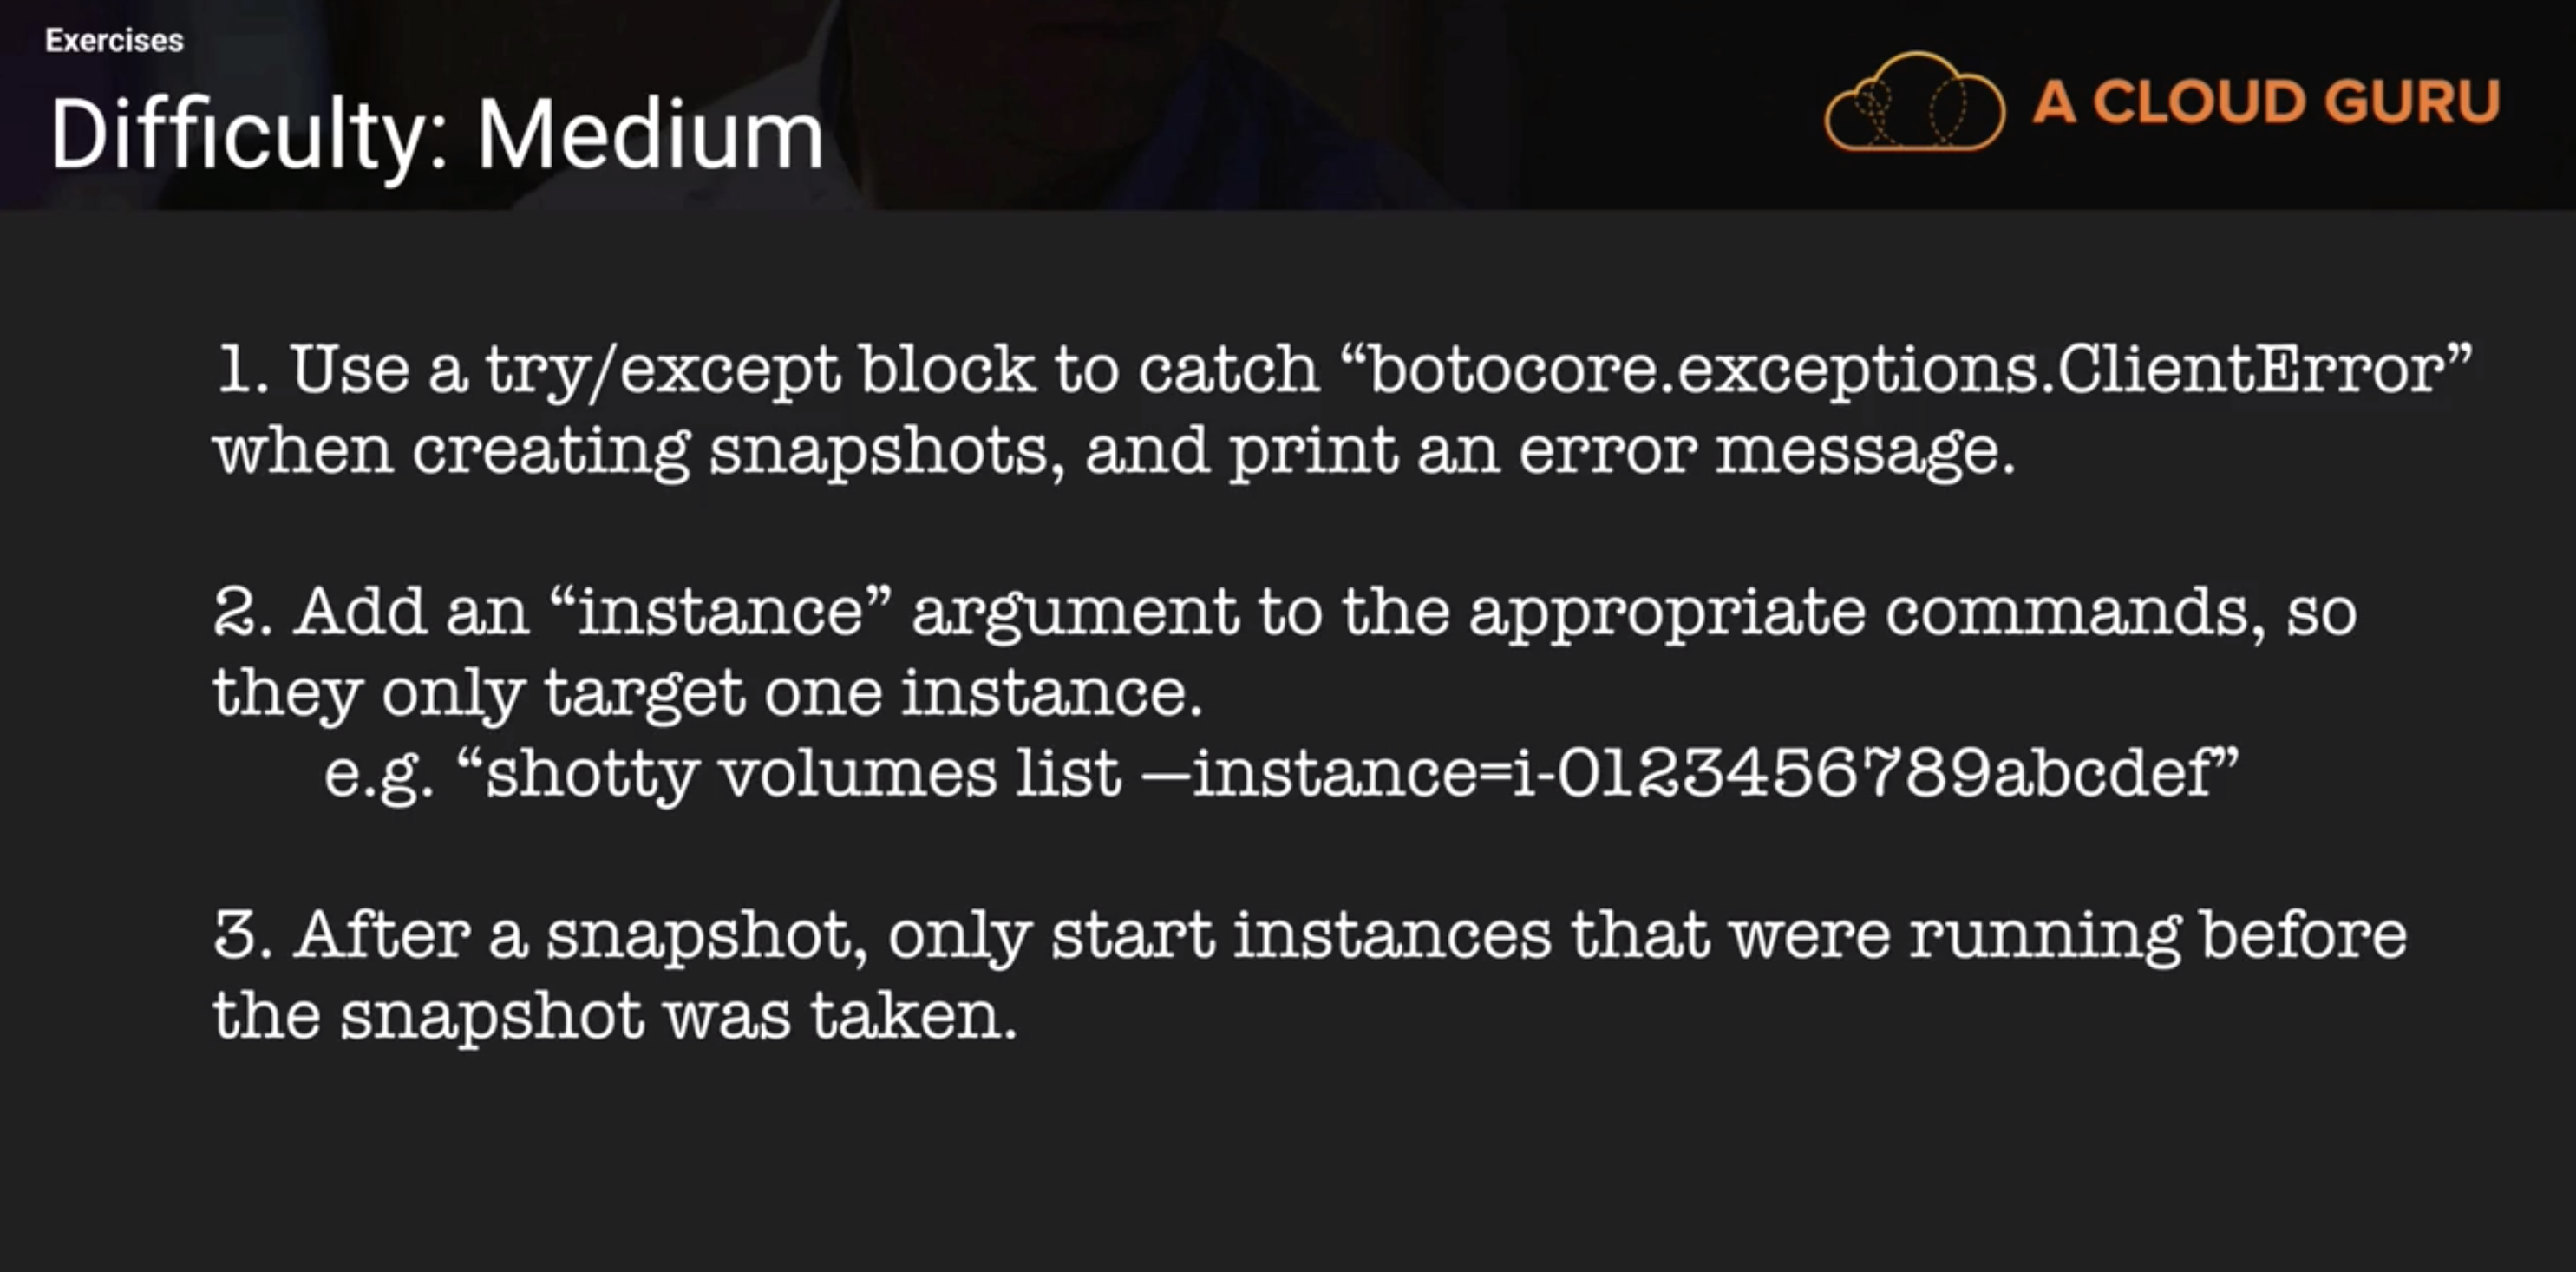 Exercises
Difficulty: Medium
A CLOUD GURU
1. Use a try/except block to catch “botocore.exceptions.ClientError”
when creating snapshots, and print an error message.
2. Add an “instance” argument to the appropriate commands, so
they only target one instance.
e.g. “shotty volumes list —instance=i-0123456789abcdef”
3. After a snapshot, only start instances that were running before
the snapshot was taken.